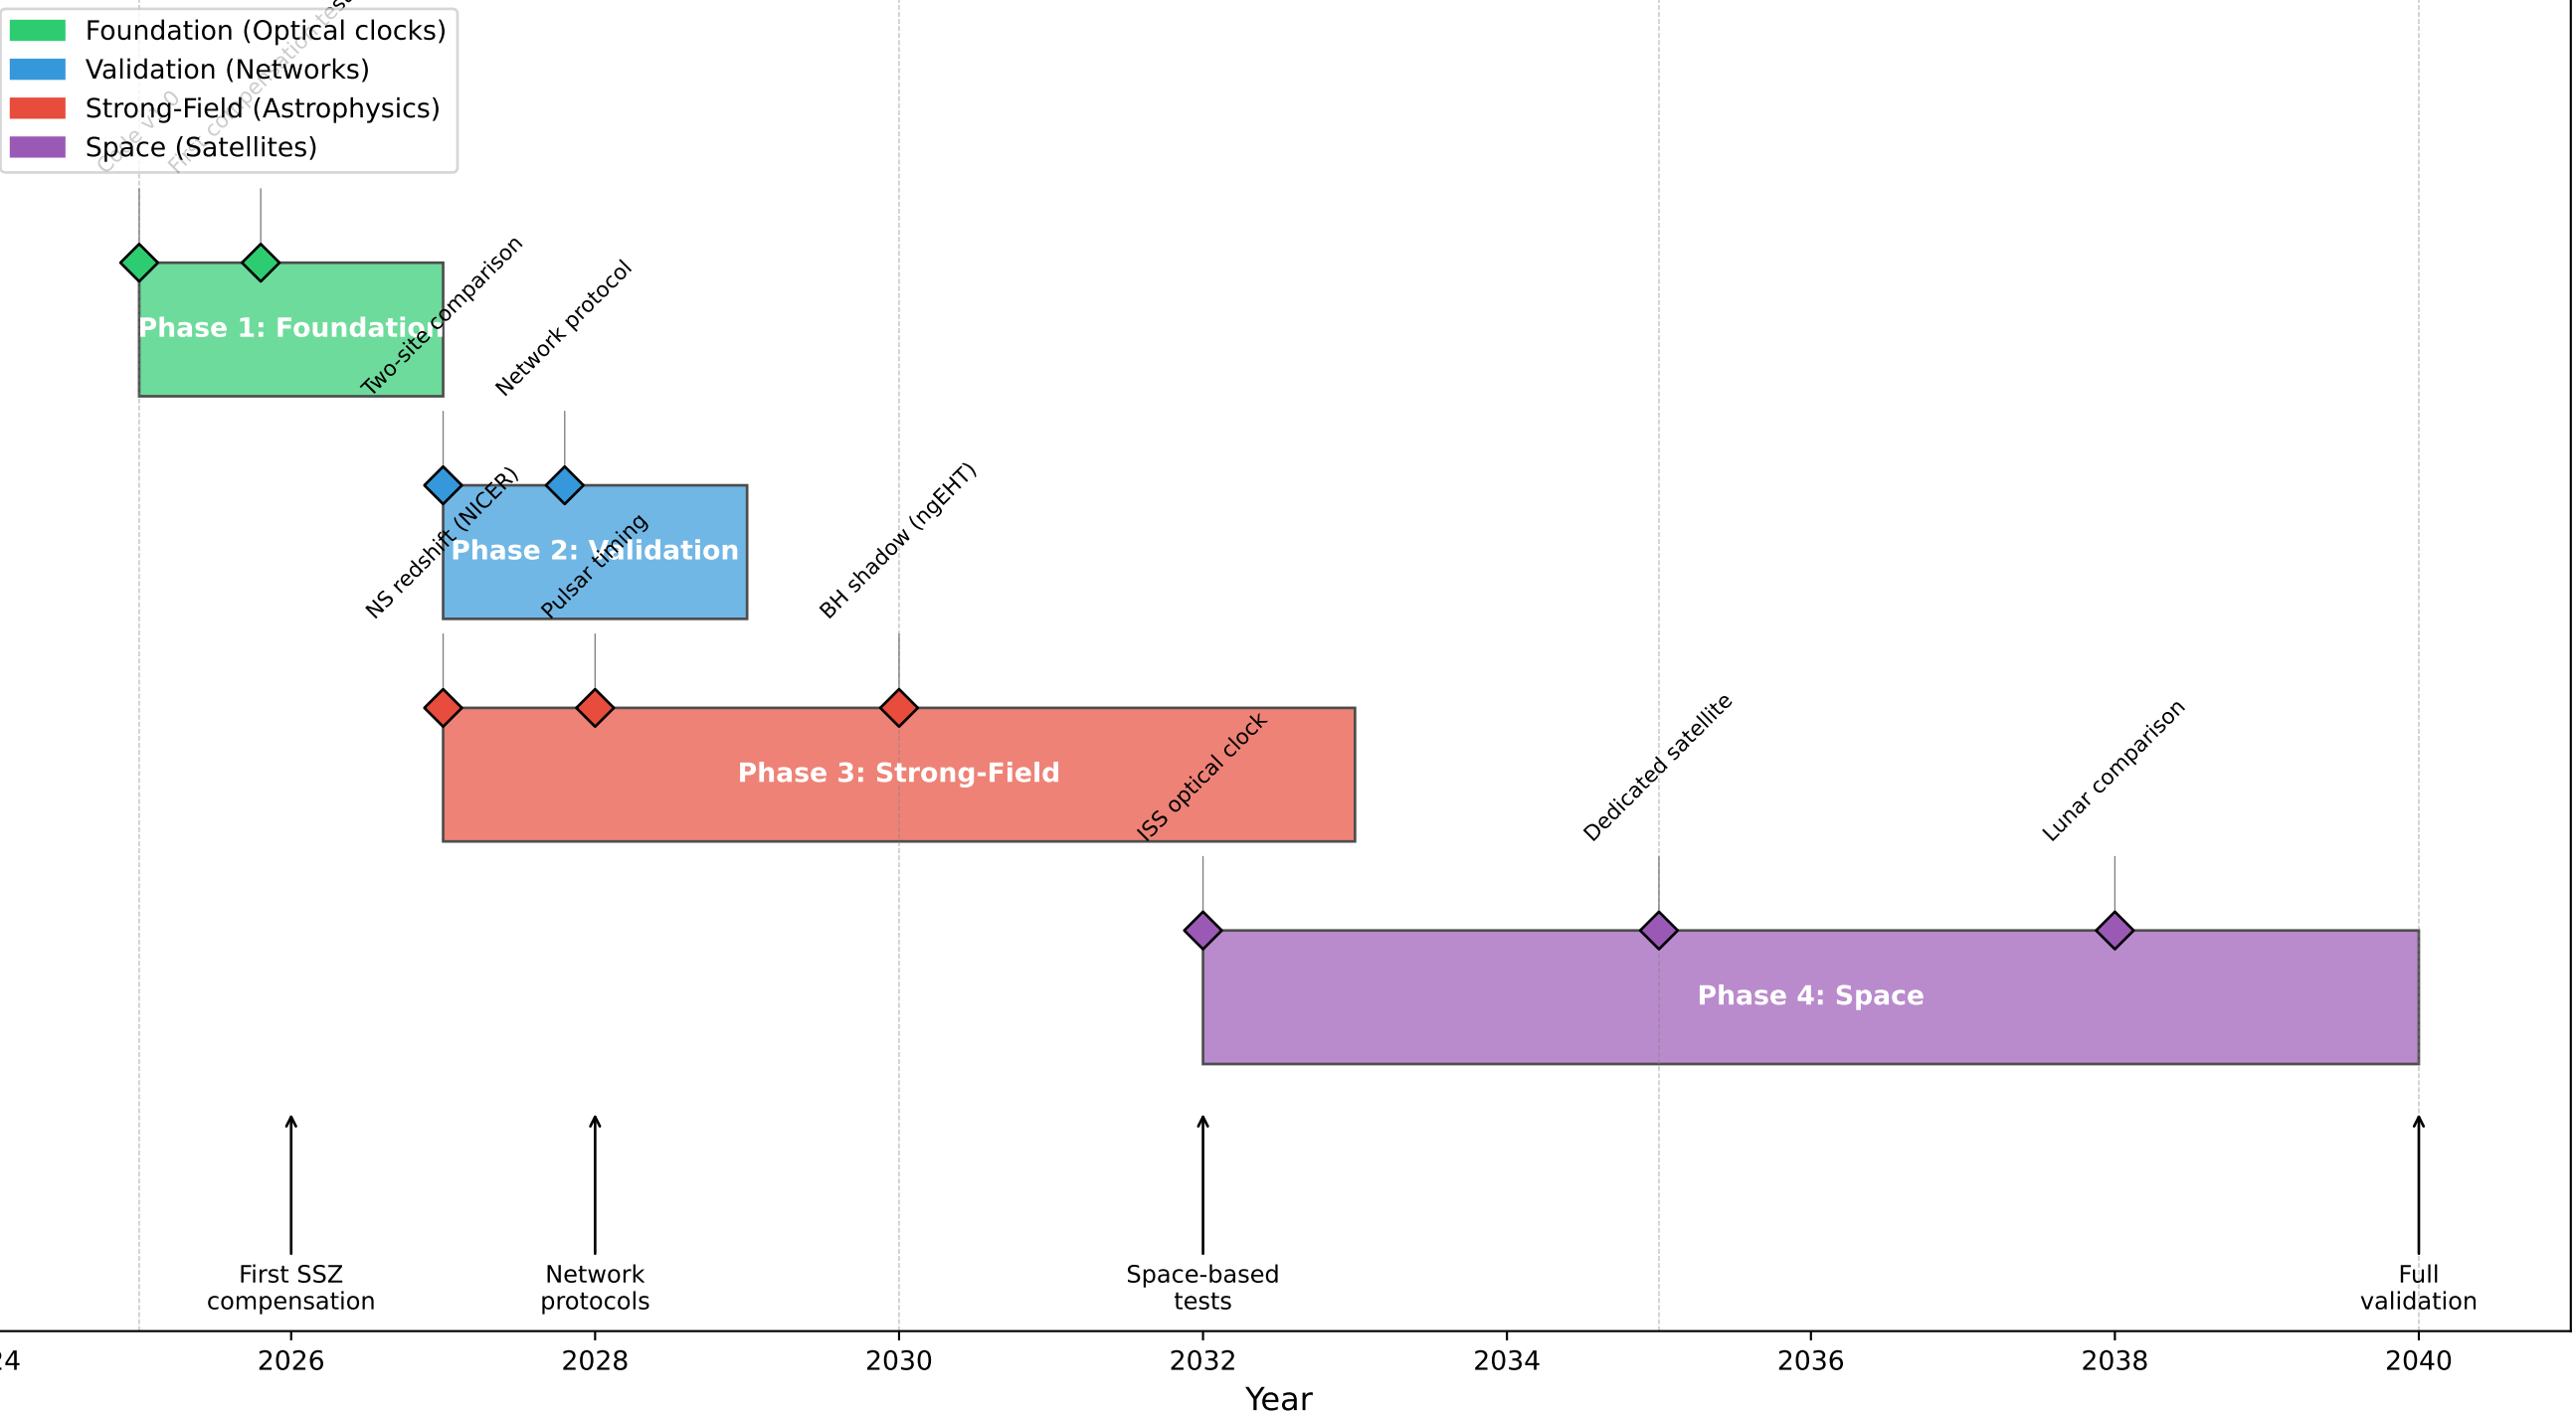 Foundation (Optical clocks)
Validation (Networks)
Strong-Field (Astrophysics)
Space (Satellites)
Phase 1: Foundation
Two-site comparison
Network protocol
Phase 2: Validation
NS redshift (NICER)
Pulsar timing
BH shadow (ngEHT)
Phase 3: Strong-Field
ISS optical clock
Dedicated satellite
Lunar comparison
Phase 4: Space
First SSZ
compensation
Network
protocols
Space-based
tests
Full
validation
24
2026
2028
2030
2032
2034
2036
2038
2040
Year